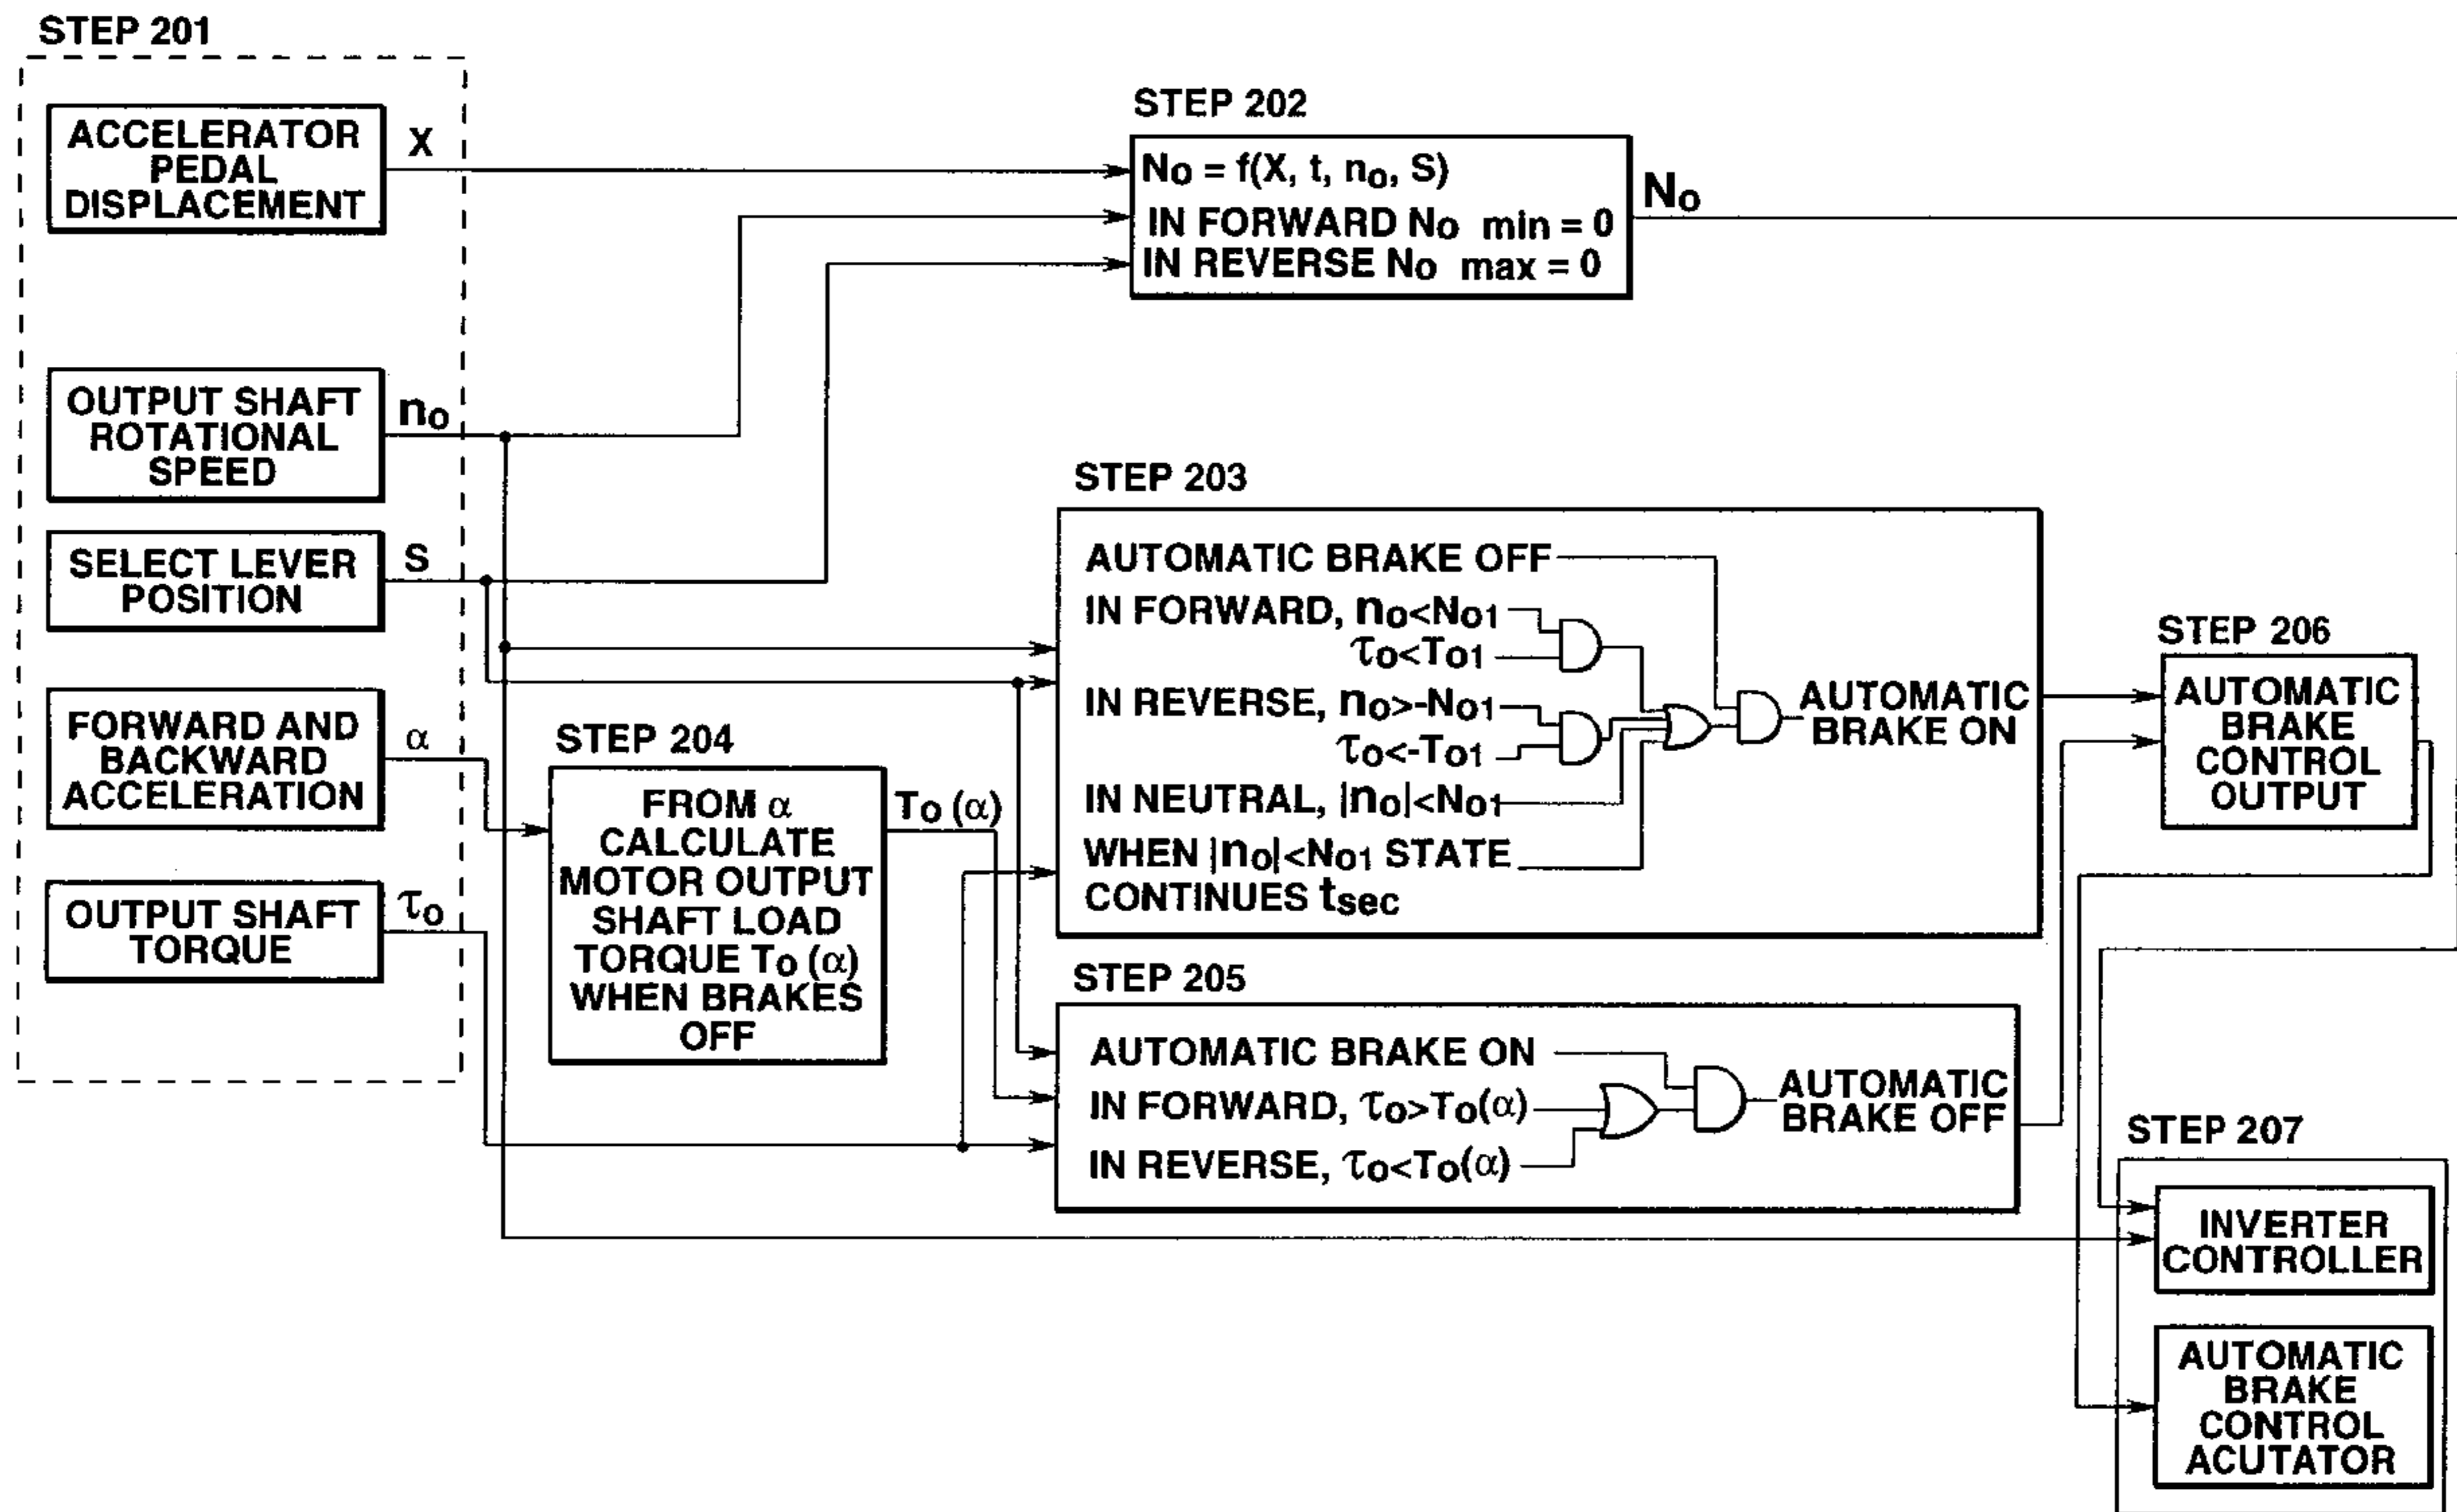 STEP 201
ACCELERATOR
PEDAL
DISPLACEMENT
X
OUTPUT SHAFT
ROTATIONAL
SPEED
no
SELECT LEVER
POSITION
S
FORWARD AND
BACKWARD
ACCELERATION
α
OUTPUT SHAFT
TORQUE
τo
STEP 202
No = f(X, t, no, S)
IN FORWARD No min = 0
IN REVERSE No max = 0
No
STEP 203
AUTOMATIC BRAKE OFF
IN FORWARD, no<No1
τo<To1
IN REVERSE, no>-No1
τo<-To1
IN NEUTRAL, |no|<No1
WHEN |no|<No1 STATE
CONTINUES tsec
AUTOMATIC
BRAKE ON
STEP 204
FROM α
CALCULATE
MOTOR OUTPUT
SHAFT LOAD
TORQUE To (α)
WHEN BRAKES
OFF
To (α)
STEP 205
AUTOMATIC BRAKE ON
IN FORWARD, τo>To(α)
IN REVERSE, τo<To(α)
AUTOMATIC
BRAKE OFF
STEP 206
AUTOMATIC
BRAKE
CONTROL
OUTPUT
STEP 207
INVERTER
CONTROLLER
AUTOMATIC
BRAKE
CONTROL
ACUTATOR